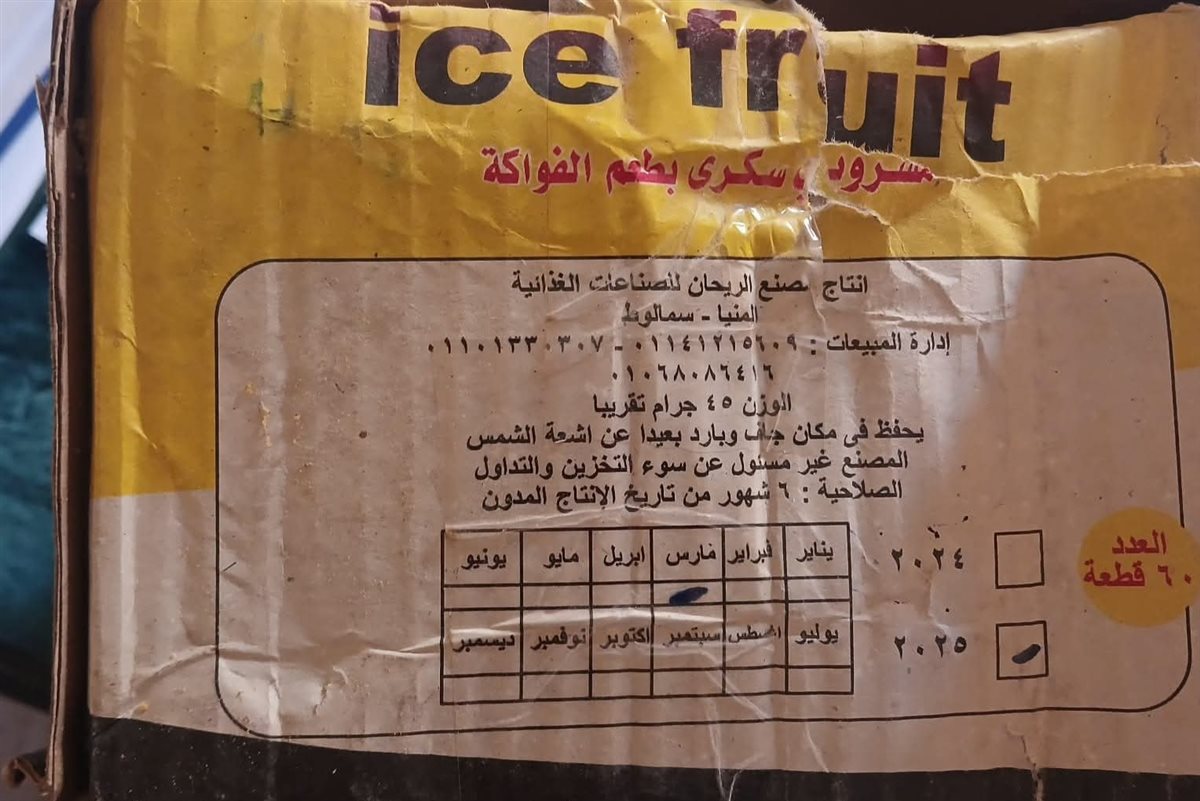 ice fruit
سكرى بطعم الفواكة
انتاج مصنع الريحان للصناعات الغذائية
المنيا - سمالوط
إدارة المبيعات : ٠١١٤١٢١٥٦٠٩ - ٠١١٠١٣٣٠٣٠٧
٠١٠٦٨٠٨٦٤١٦
الوزن ٤٥ جرام تقريبا
يحفظ فى مكان جاف وبارد بعيدا عن اشعة الشمس
المصنع غير مسئول عن سوء التخزين والتداول
الصلاحية : ٦ شهور من تاريخ الإنتاج المدون
العدد
٦٠ قطعة
٢٠٢٤
يناير فبراير مارس ابريل مايو يونيو
٢٠٢٥
يوليو اغسطس سبتمبر اكتوبر نوفمبر ديسمبر